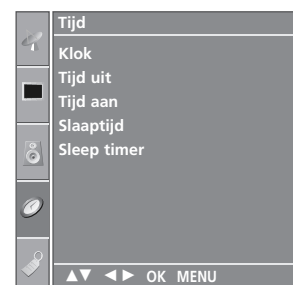 Tijd
Klok
Tijd uit
Tijd aan
Slaaptijd
Sleep timer
▲▼ ◄► OK MENU